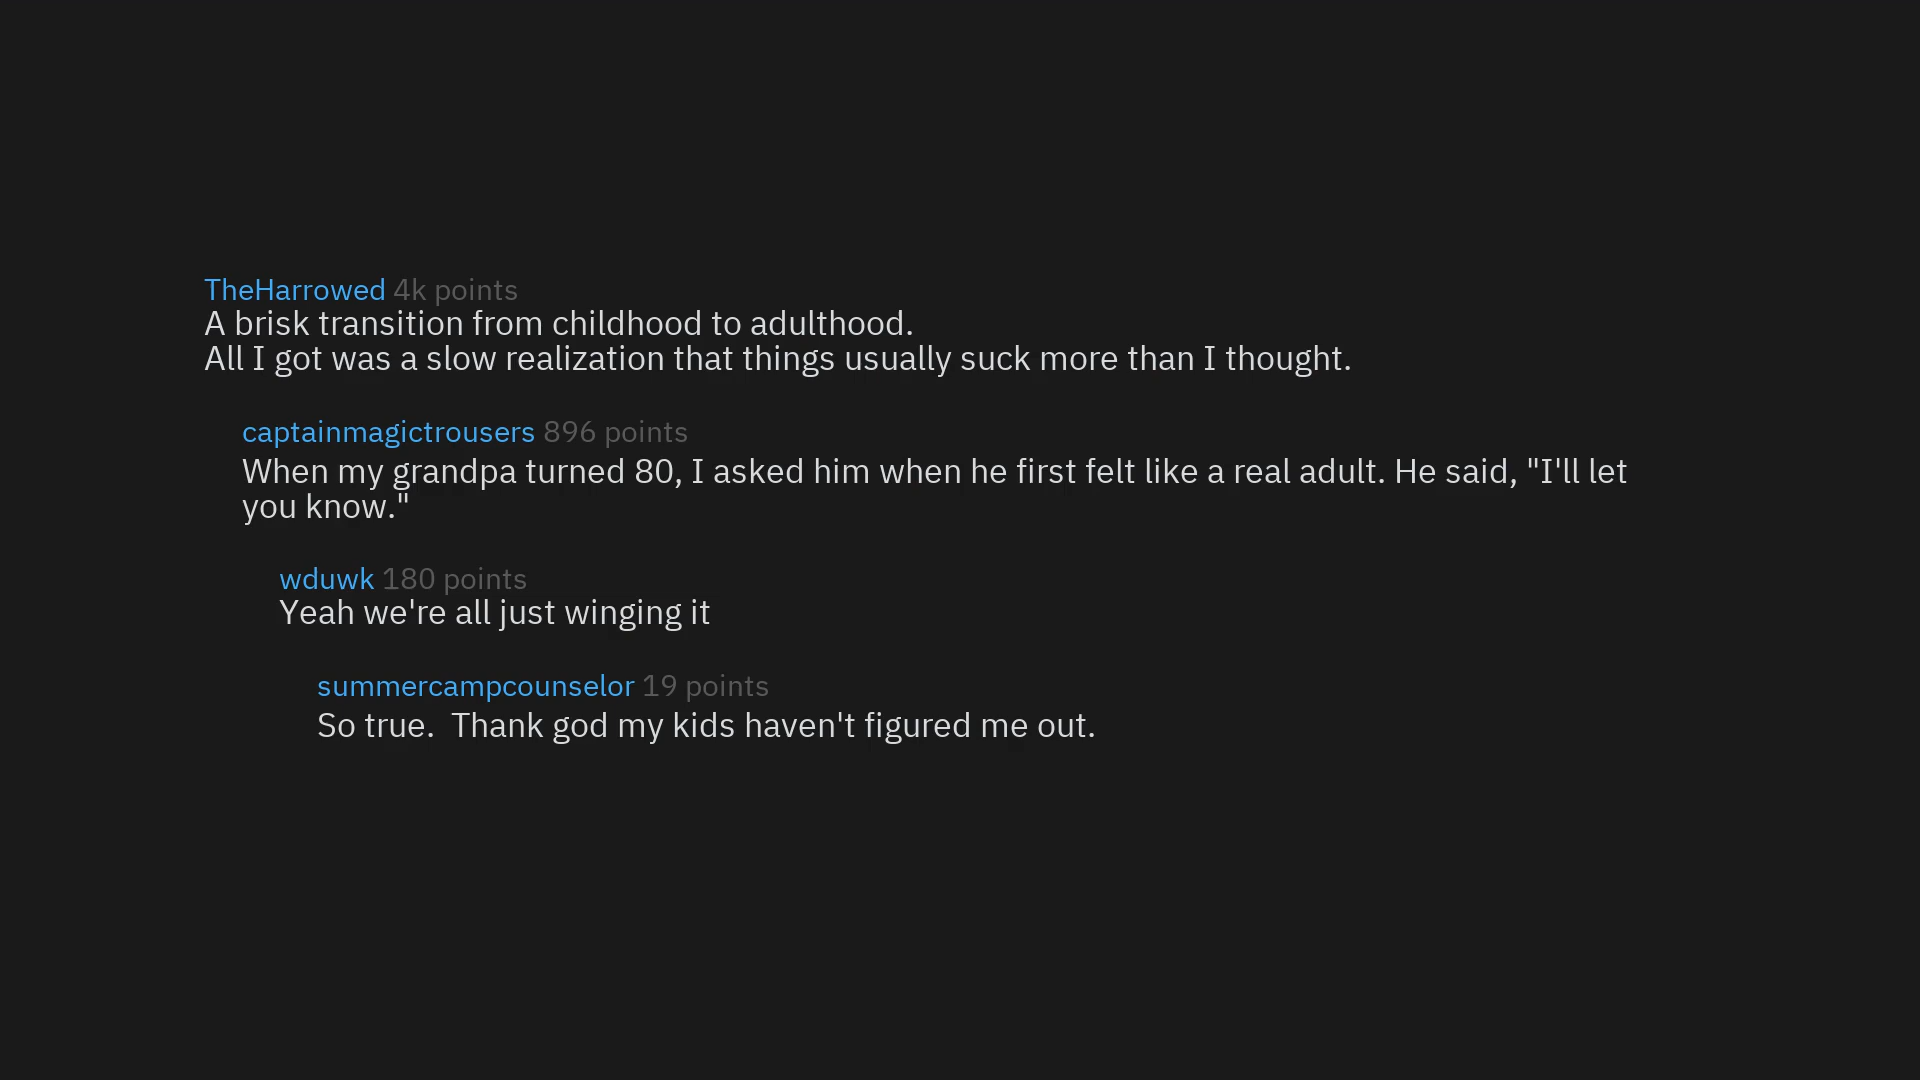 TheHarrowed 4k points
A brisk transition from childhood to adulthood.
All I got was a slow realization that things usually suck more than I thought.
captainmagictrousers 896 points
When my grandpa turned 80, I asked him when he first felt like a real adult. He said, "I'll let
you know."
wduwk 180 points
Yeah we're all just winging it
summercampcounselor 19 points
So true.  Thank god my kids haven't figured me out.